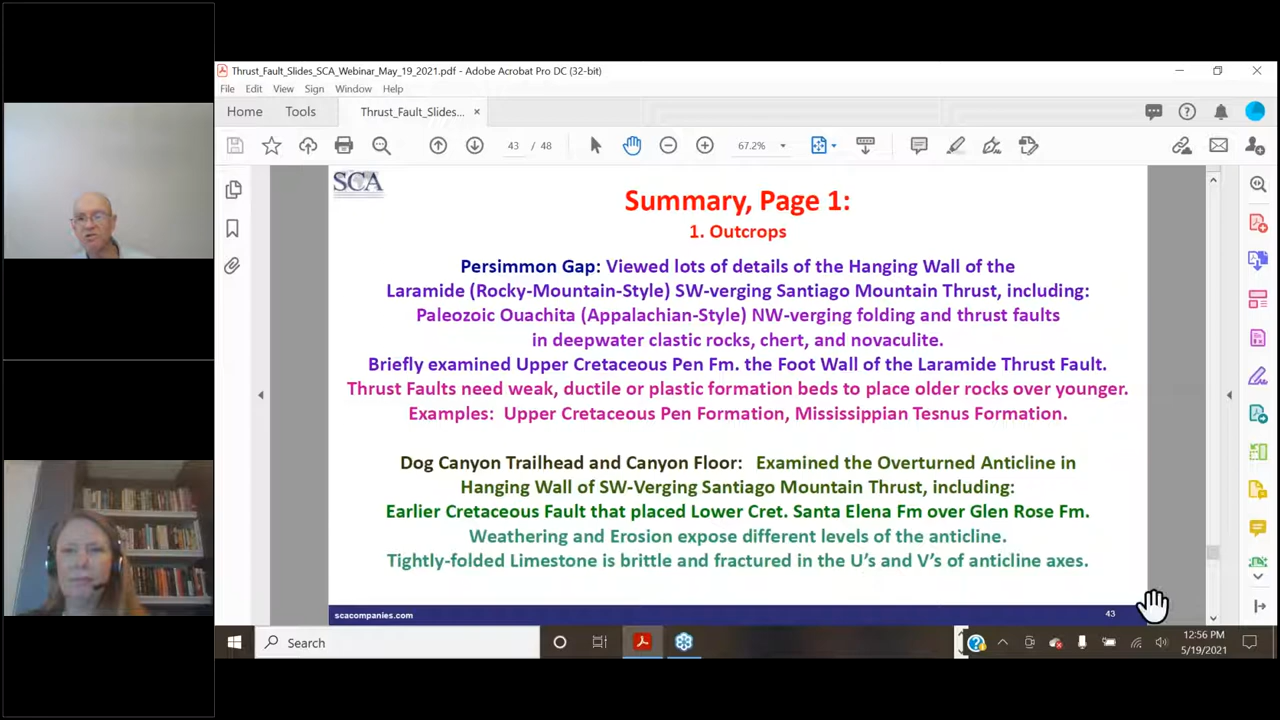 Thrust_Fault_Slides_SCA_Webinar_May_19_2021.pdf - Adobe Acrobat Pro DC (32-bit)
File Edit View Sign Window Help
Home Tools Thrust_Fault_Slides... ×
43 / 48 67.2%
SCA
Summary, Page 1:
1. Outcrops
Persimmon Gap: Viewed lots of details of the Hanging Wall of the
Laramide (Rocky-Mountain-Style) SW-verging Santiago Mountain Thrust, including:
Paleozoic Ouachita (Appalachian-Style) NW-verging folding and thrust faults
in deepwater clastic rocks, chert, and novaculite.
Briefly examined Upper Cretaceous Pen Fm. the Foot Wall of the Laramide Thrust Fault.
Thrust Faults need weak, ductile or plastic formation beds to place older rocks over younger.
Examples: Upper Cretaceous Pen Formation, Mississippian Tesnus Formation.
Dog Canyon Trailhead and Canyon Floor: Examined the Overturned Anticline in
Hanging Wall of SW-Verging Santiago Mountain Thrust, including:
Earlier Cretaceous Fault that placed Lower Cret. Santa Elena Fm over Glen Rose Fm.
Weathering and Erosion expose different levels of the anticline.
Tightly-folded Limestone is brittle and fractured in the U's and V's of anticline axes.
scacompanies.com 43
Search
12:56 PM
5/19/2021